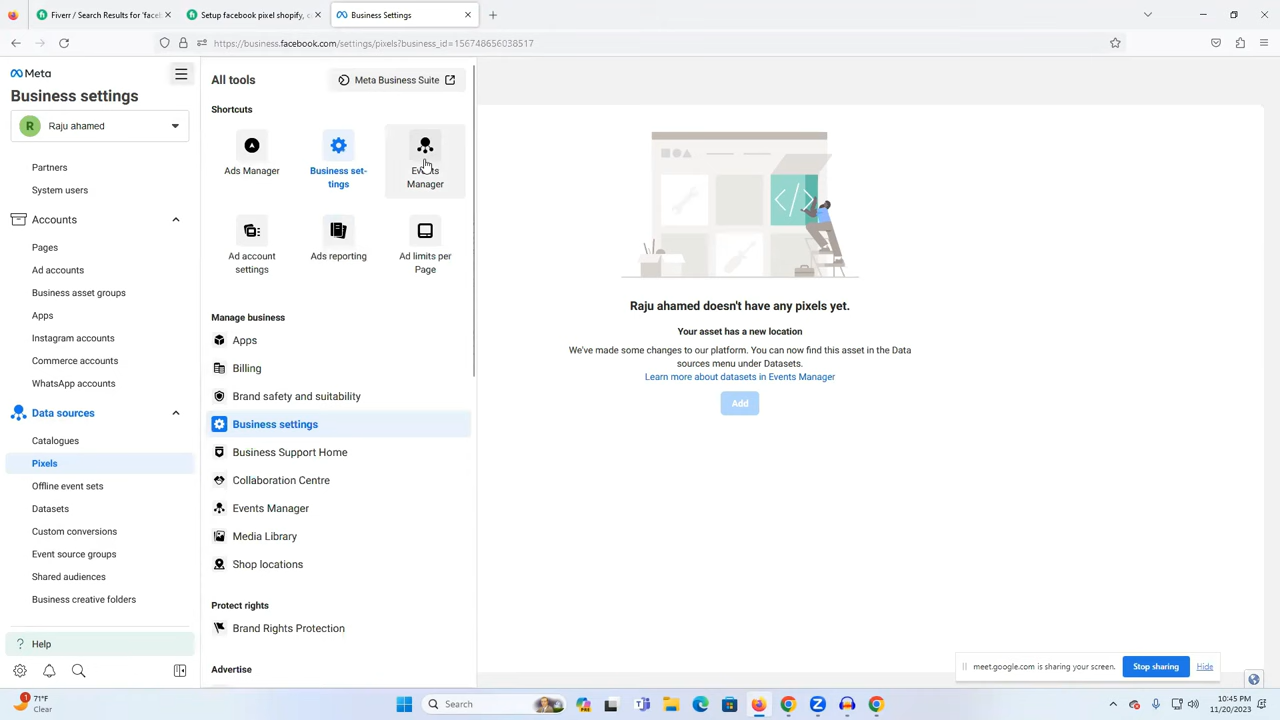 Fiverr / Search Results for 'faceb
Setup facebook pixel shopify, c
Business Settings
https://business.facebook.com/settings/pixels?business_id=156748656038517
Meta
Business settings
R
Raju ahamed
Partners
System users
Accounts
Pages
Ad accounts
Business asset groups
Apps
Instagram accounts
Commerce accounts
WhatsApp accounts
Data sources
Catalogues
Pixels
Offline event sets
Datasets
Custom conversions
Event source groups
Shared audiences
Business creative folders
? Help
All tools
Meta Business Suite
Shortcuts
Ads Manager
Business set-
tings
Events
Manager
Ad account
settings
Ads reporting
Ad limits per
Page
Manage business
Apps
Billing
Brand safety and suitability
Business settings
Business Support Home
Collaboration Centre
Events Manager
Media Library
Shop locations
Protect rights
Brand Rights Protection
Advertise
Raju ahamed doesn't have any pixels yet.
Your asset has a new location
We've made some changes to our platform. You can now find this asset in the Data
sources menu under Datasets.
Learn more about datasets in Events Manager
Add
meet.google.com is sharing your screen.
Stop sharing
Hide
1
71°F
Clear
Search
10:45 PM
11/20/2023